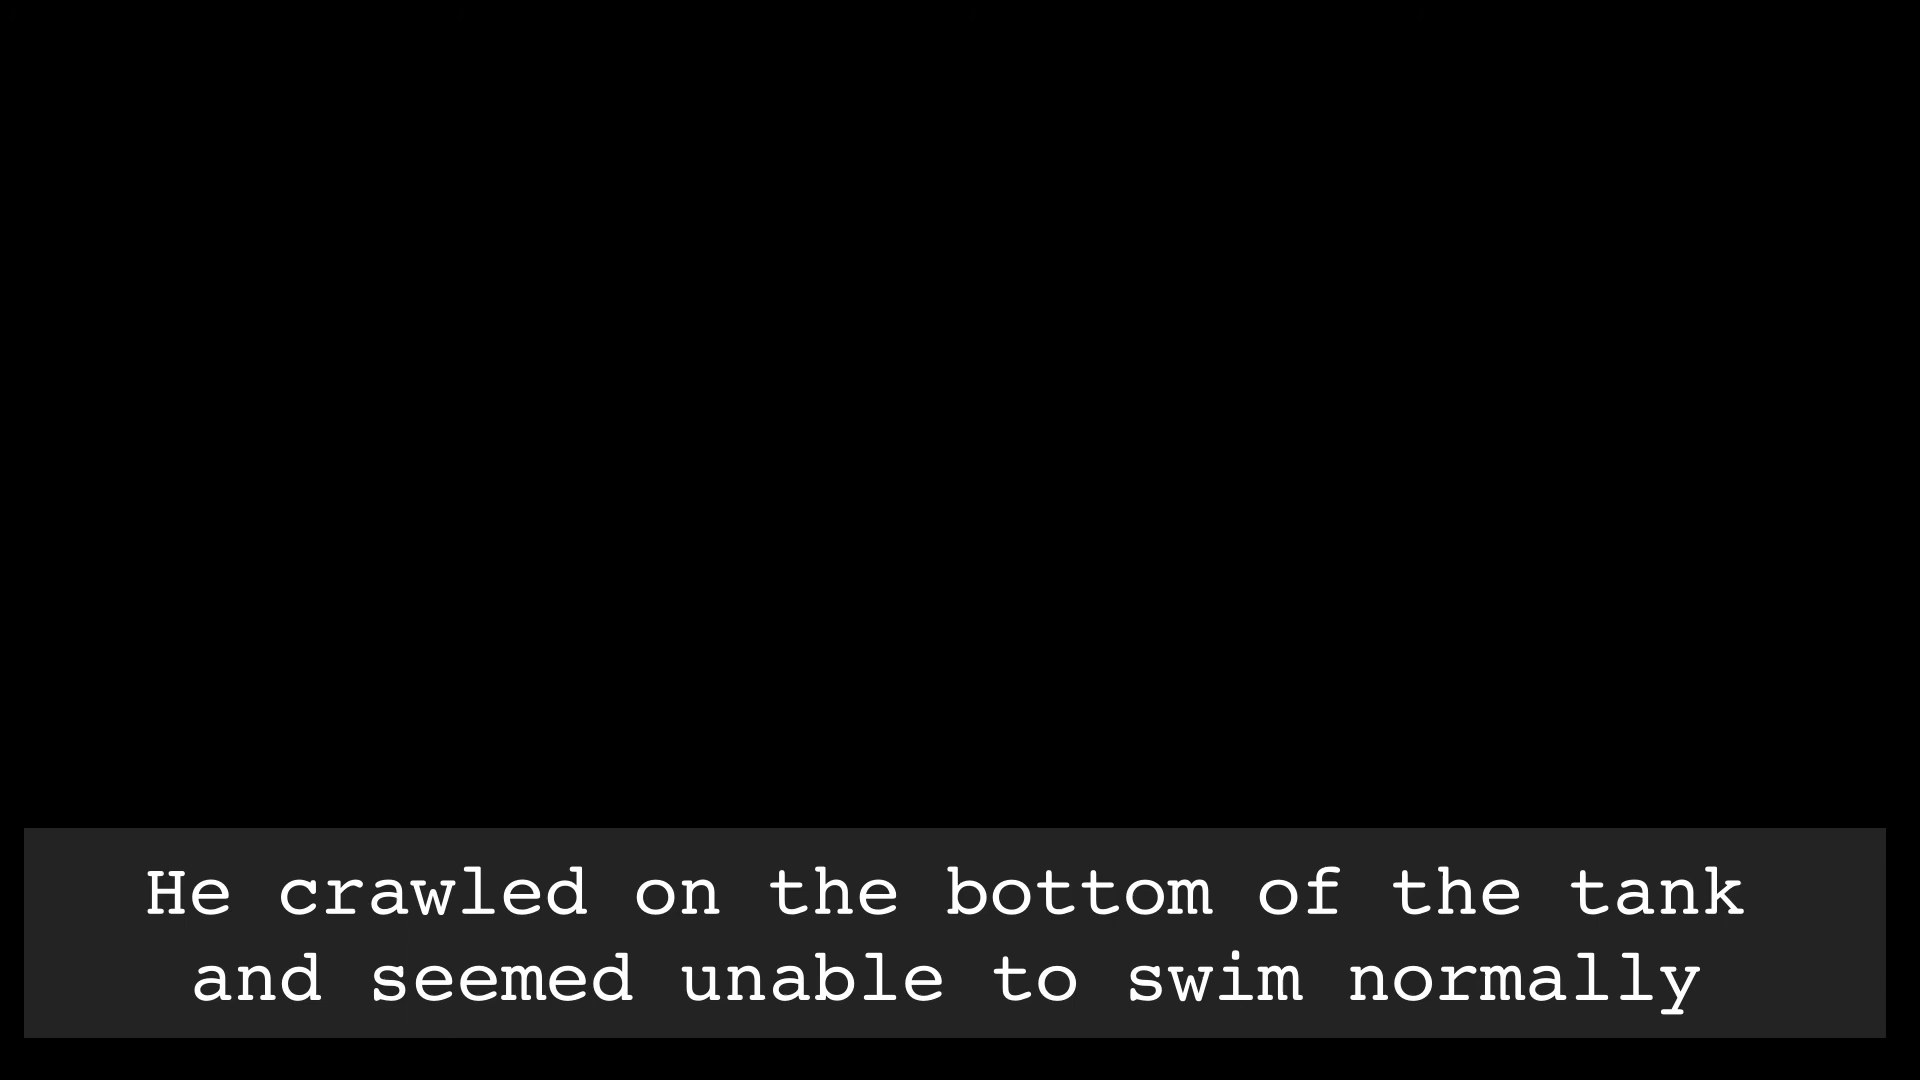 He crawled on the bottom of the tank
and seemed unable to swim normally